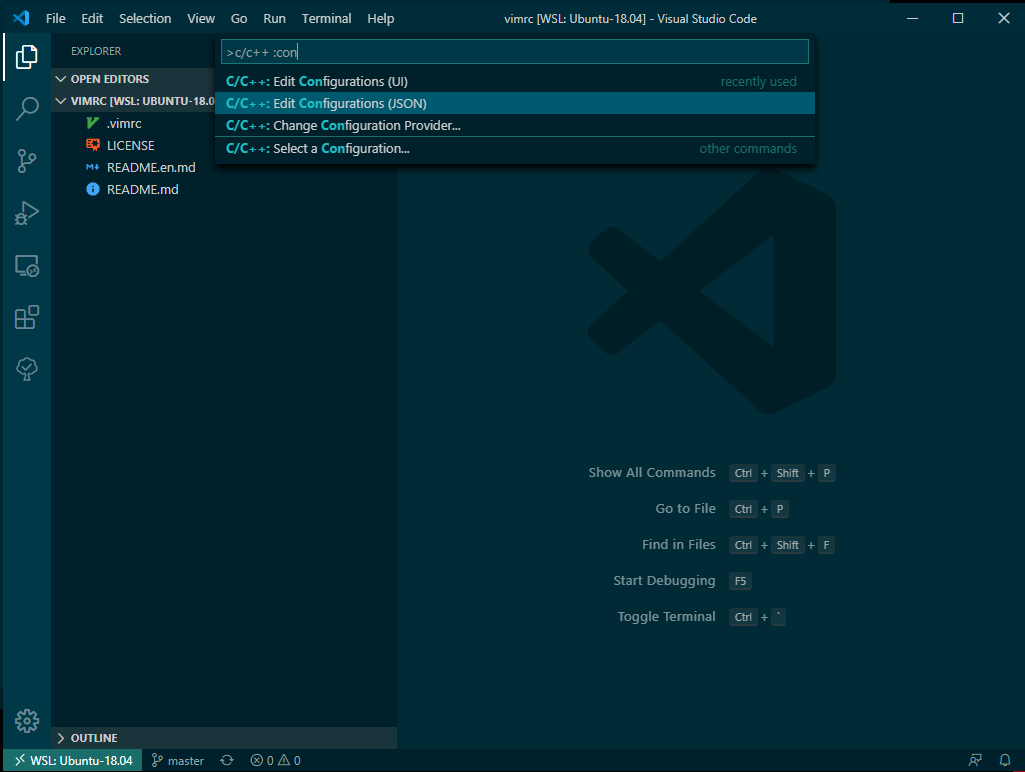 File Edit Selection View Go Run Terminal Help
vimrc [WSL: Ubuntu-18.04] - Visual Studio Code
>c/c++ :con
C/C++: Edit Configurations (UI) recently used
C/C++: Edit Configurations (JSON)
C/C++: Change Configuration Provider...
C/C++: Select a Configuration... other commands
EXPLORER
OPEN EDITORS
VIMRC [WSL: UBUNTU-18.0
.vimrc
LICENSE
README.en.md
README.md
Show All Commands Ctrl + Shift + P
Go to File Ctrl + P
Find in Files Ctrl + Shift + F
Start Debugging F5
Toggle Terminal Ctrl + `
OUTLINE
WSL: Ubuntu-18.04 master 0 0